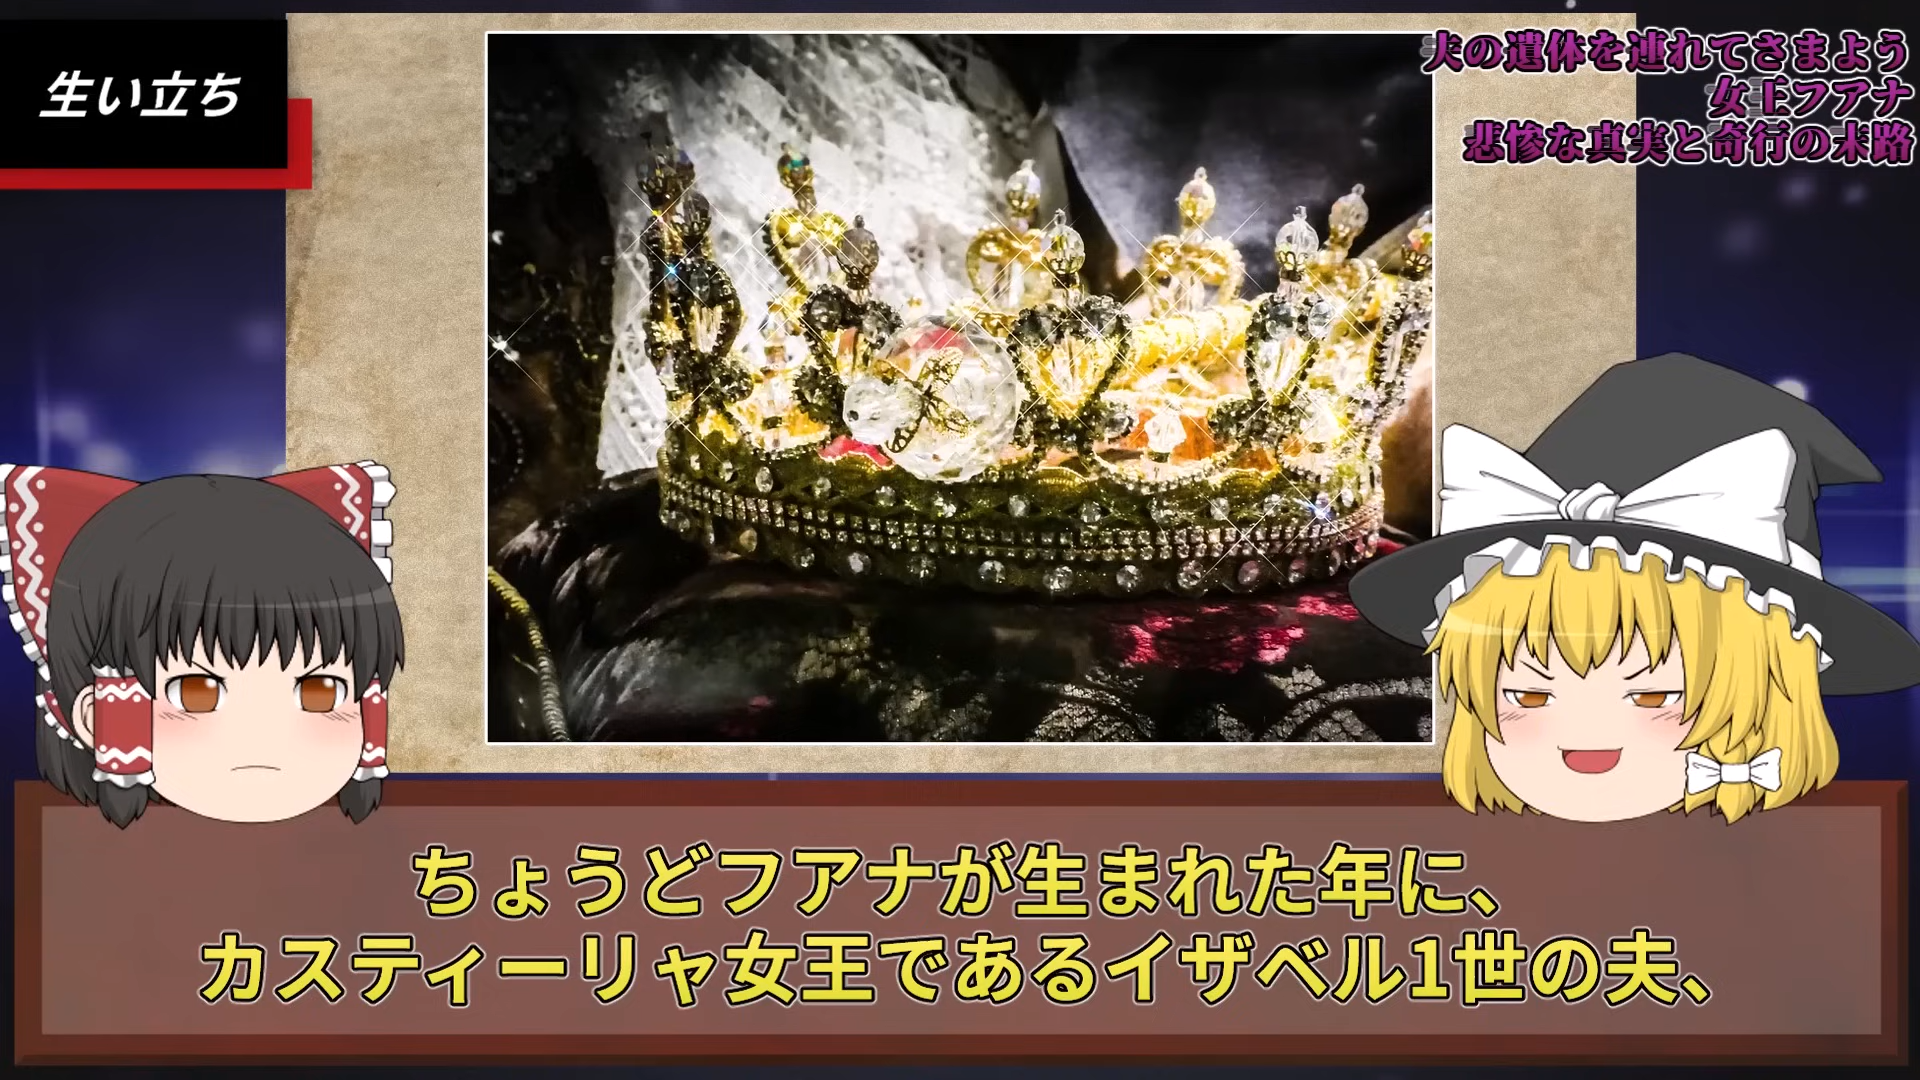 生い立ち
夫の遺体を連れてさまよう
女王フアナ
悲惨な真実と奇行の末路
ちょうどフアナが生まれた年に、
カスティーリャ女王であるイザベル1世の夫、